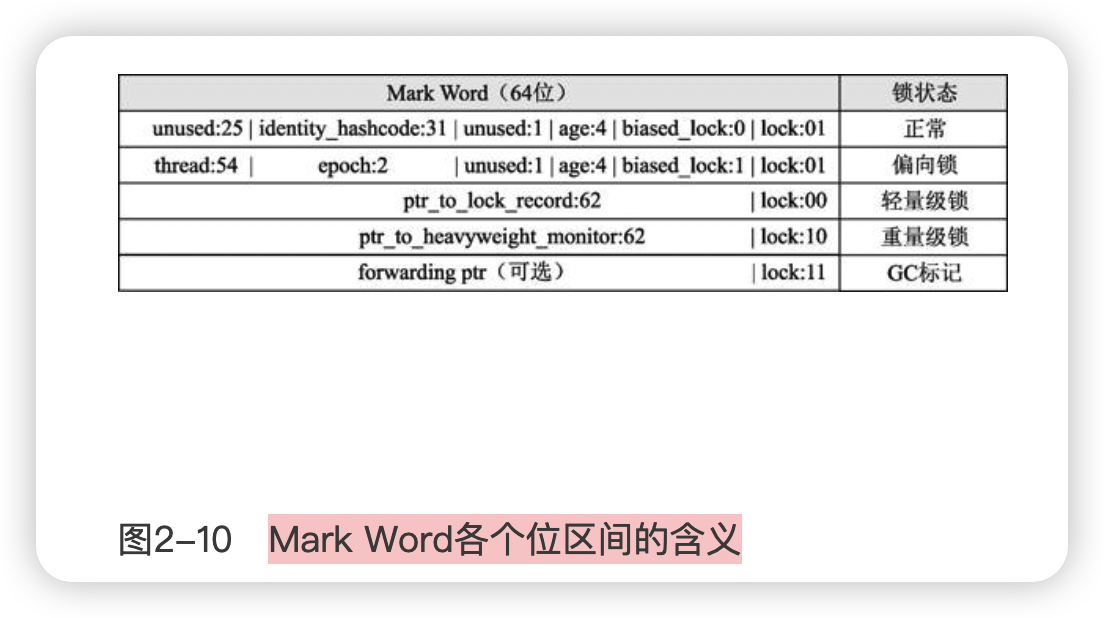 Mark Word（64位） 锁状态
unused:25 | identity_hashcode:31 | unused:1 | age:4 | biased_lock:0 | lock:01 正常
thread:54 | epoch:2 | unused:1 | age:4 | biased_lock:1 | lock:01 偏向锁
ptr_to_lock_record:62 | lock:00 轻量级锁
ptr_to_heavyweight_monitor:62 | lock:10 重量级锁
forwarding ptr（可选） | lock:11 GC标记
图2–10 Mark Word各个位区间的含义